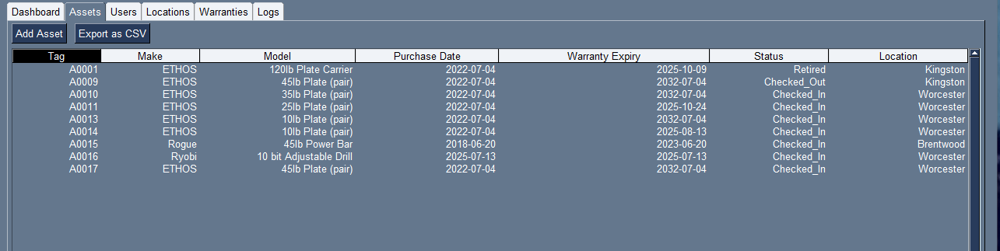 Dashboard Assets Users Locations Warranties Logs
Add Asset Export as CSV
Tag Make Model Purchase Date Warranty Expiry Status Location
A0001 ETHOS 120lb Plate Carrier 2022-07-04 2025-10-09 Retired Kingston
A0009 ETHOS 45lb Plate (pair) 2022-07-04 2032-07-04 Checked_Out Kingston
A0010 ETHOS 35lb Plate (pair) 2022-07-04 2032-07-04 Checked_In Worcester
A0011 ETHOS 25lb Plate (pair) 2022-07-04 2025-10-24 Checked_In Worcester
A0013 ETHOS 10lb Plate (pair) 2022-07-04 2032-07-04 Checked_In Worcester
A0014 ETHOS 10lb Plate (pair) 2022-07-04 2025-08-13 Checked_In Worcester
A0015 Rogue 45lb Power Bar 2018-06-20 2023-06-20 Checked_In Brentwood
A0016 Ryobi 10 bit Adjustable Drill 2025-07-13 2025-07-13 Checked_In Worcester
A0017 ETHOS 45lb Plate (pair) 2022-07-04 2032-07-04 Checked_In Worcester